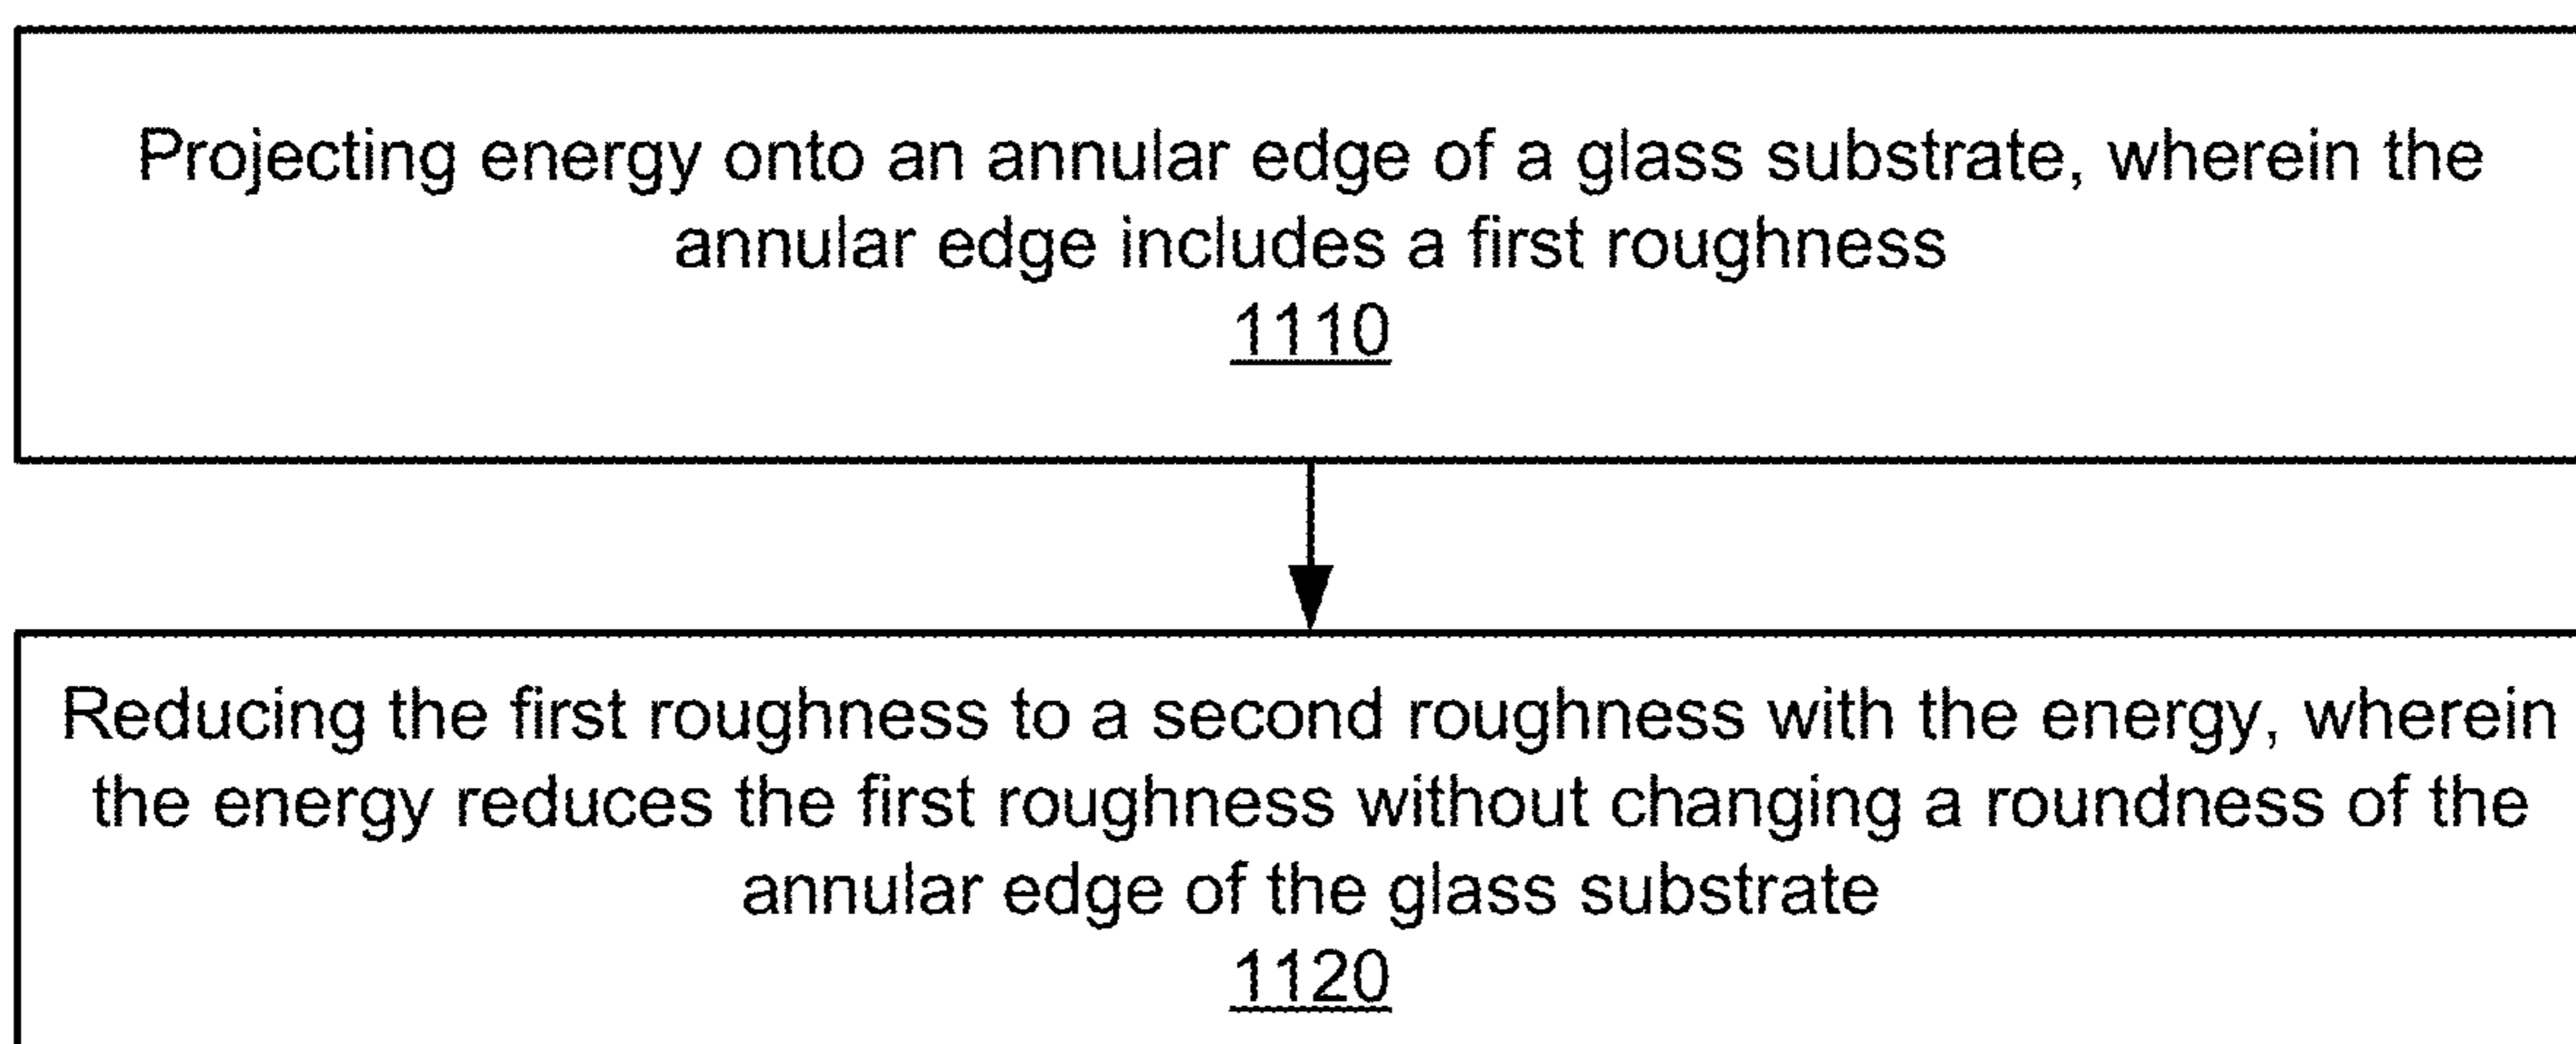 Projecting energy onto an annular edge of a glass substrate, wherein the
annular edge includes a first roughness
1110
Reducing the first roughness to a second roughness with the energy, wherein
the energy reduces the first roughness without changing a roundness of the
annular edge of the glass substrate
1120